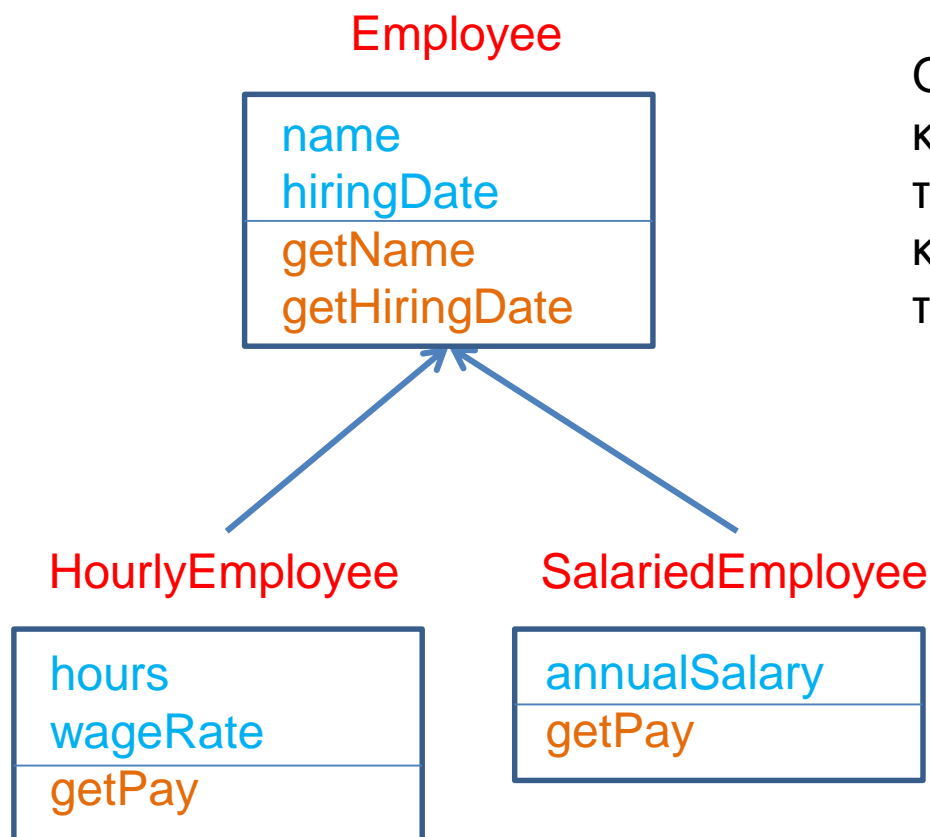 Employee
name
hiringDate
getName
getHiringDate
HourlyEmployee
SalariedEmployee
hours
wageRate
getPay
annualSalary
getPay